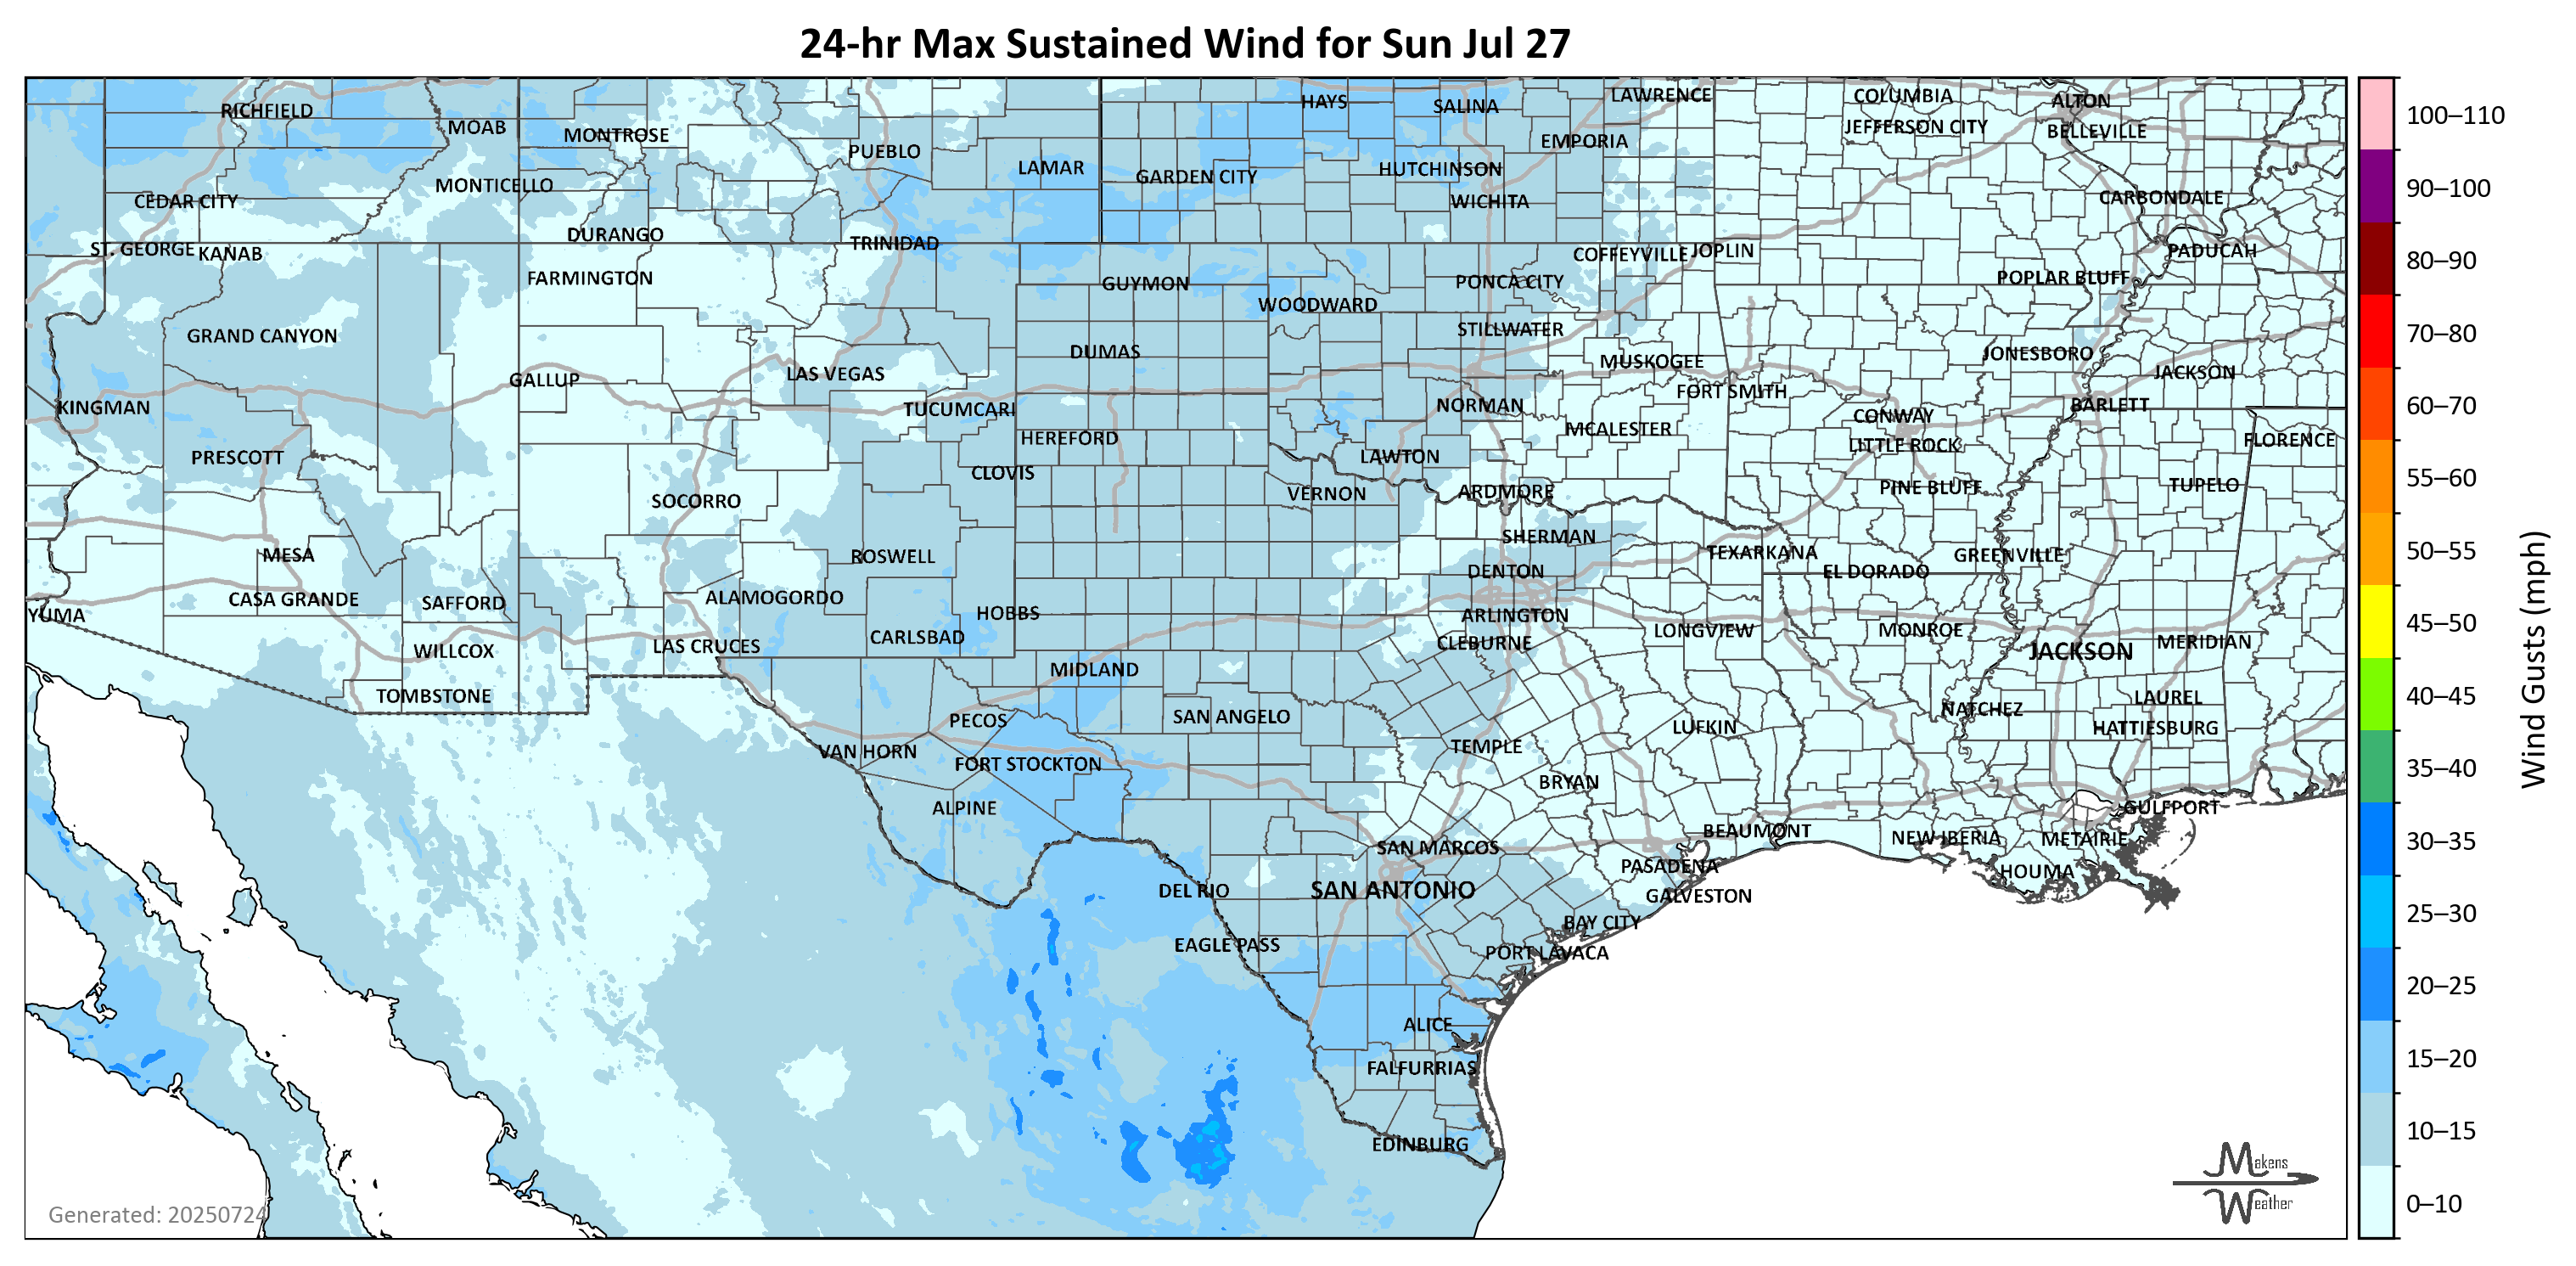 24-hr Max Sustained Wind for Sun Jul 27
RICHFIELD
MOAB
MONTROSE
PUEBLO
LAMAR
HAYS
SALINA
LAWRENCE
COLUMBIA
ALTON
JEFFERSON CITY
BELLEVILLE
EMPORIA
GARDEN CITY
HUTCHINSON
WICHITA
MONTICELLO
CEDAR CITY
CARBONDALE
ST. GEORGE
KANAB
DURANGO
TRINIDAD
COFFEYVILLE
JOPLIN
PADUCAH
FARMINGTON
GUYMON
WOODWARD
PONCA CITY
POPLAR BLUFF
GRAND CANYON
DUMAS
STILLWATER
MUSKOGEE
JONESBORO
GALLUP
LAS VEGAS
FORT SMITH
JACKSON
KINGMAN
TUCUMCARI
NORMAN
CONWAY
BARLETT
HEREFORD
MCALESTER
LITTLE ROCK
FLORENCE
PRESCOTT
CLOVIS
LAWTON
SOCORRO
VERNON
ARDMORE
PINE BLUFF
TUPELO
MESA
ROSWELL
SHERMAN
TEXARKANA
GREENVILLE
DENTON
EL DORADO
CASA GRANDE
SAFFORD
ALAMOGORDO
HOBBS
ARLINGTON
YUMA
CARLSBAD
CLEBURNE
LONGVIEW
MONROE
WILLCOX
LAS CRUCES
JACKSON
MERIDIAN
TOMBSTONE
MIDLAND
LAUREL
PECOS
SAN ANGELO
NATCHEZ
HATTIESBURG
VAN HORN
FORT STOCKTON
TEMPLE
LUFKIN
BRYAN
ALPINE
GULFPORT
SAN MARCOS
BEAUMONT
NEW IBERIA
METAIRIE
PASADENA
HOUMA
DEL RIO
SAN ANTONIO
GALVESTON
BAY CITY
EAGLE PASS
PORT LAVACA
ALICE
FALFURRIAS
EDINBURG
Generated: 20250724
Makens
Weather
100–110
90–100
80–90
70–80
60–70
55–60
50–55
45–50
40–45
35–40
30–35
25–30
20–25
15–20
10–15
0–10
Wind Gusts (mph)